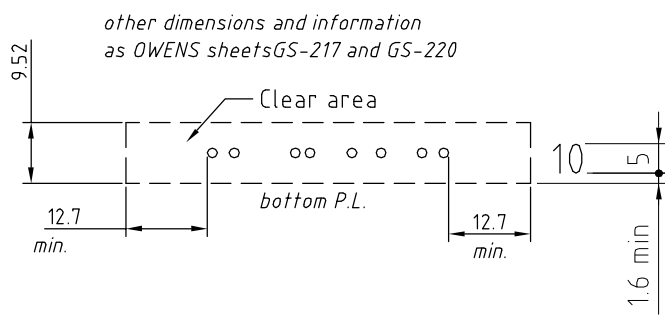 other dimensions and information
as OWENS sheetsGS-217 and GS-220
9.52
Clear area
10
5
bottom P.L.
12.7
min.
12.7
min.
1.6 min